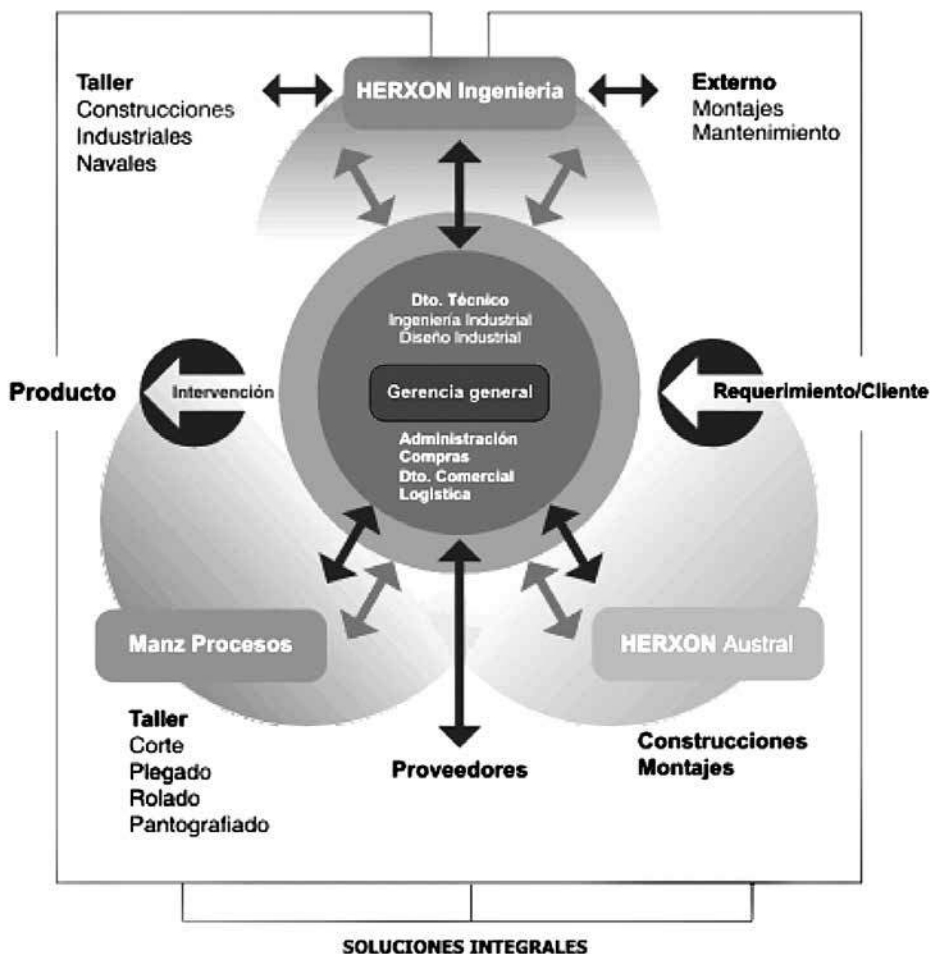 HERXON Ingenieria
Taller
Construcciones
Industriales
Navales
Externo
Montajes
Mantenimiento
Dto. Técnico
Ingeniería Industrial
Diseño Industrial
Producto
Intervención
Gerencia general
Requerimiento/Cliente
Administración
Compras
Dto. Comercial
Logística
Manz Procesos
HERXON Austral
Taller
Corte
Plegado
Rolado
Pantografiado
Proveedores
Construcciones
Montajes
SOLUCIONES INTEGRALES